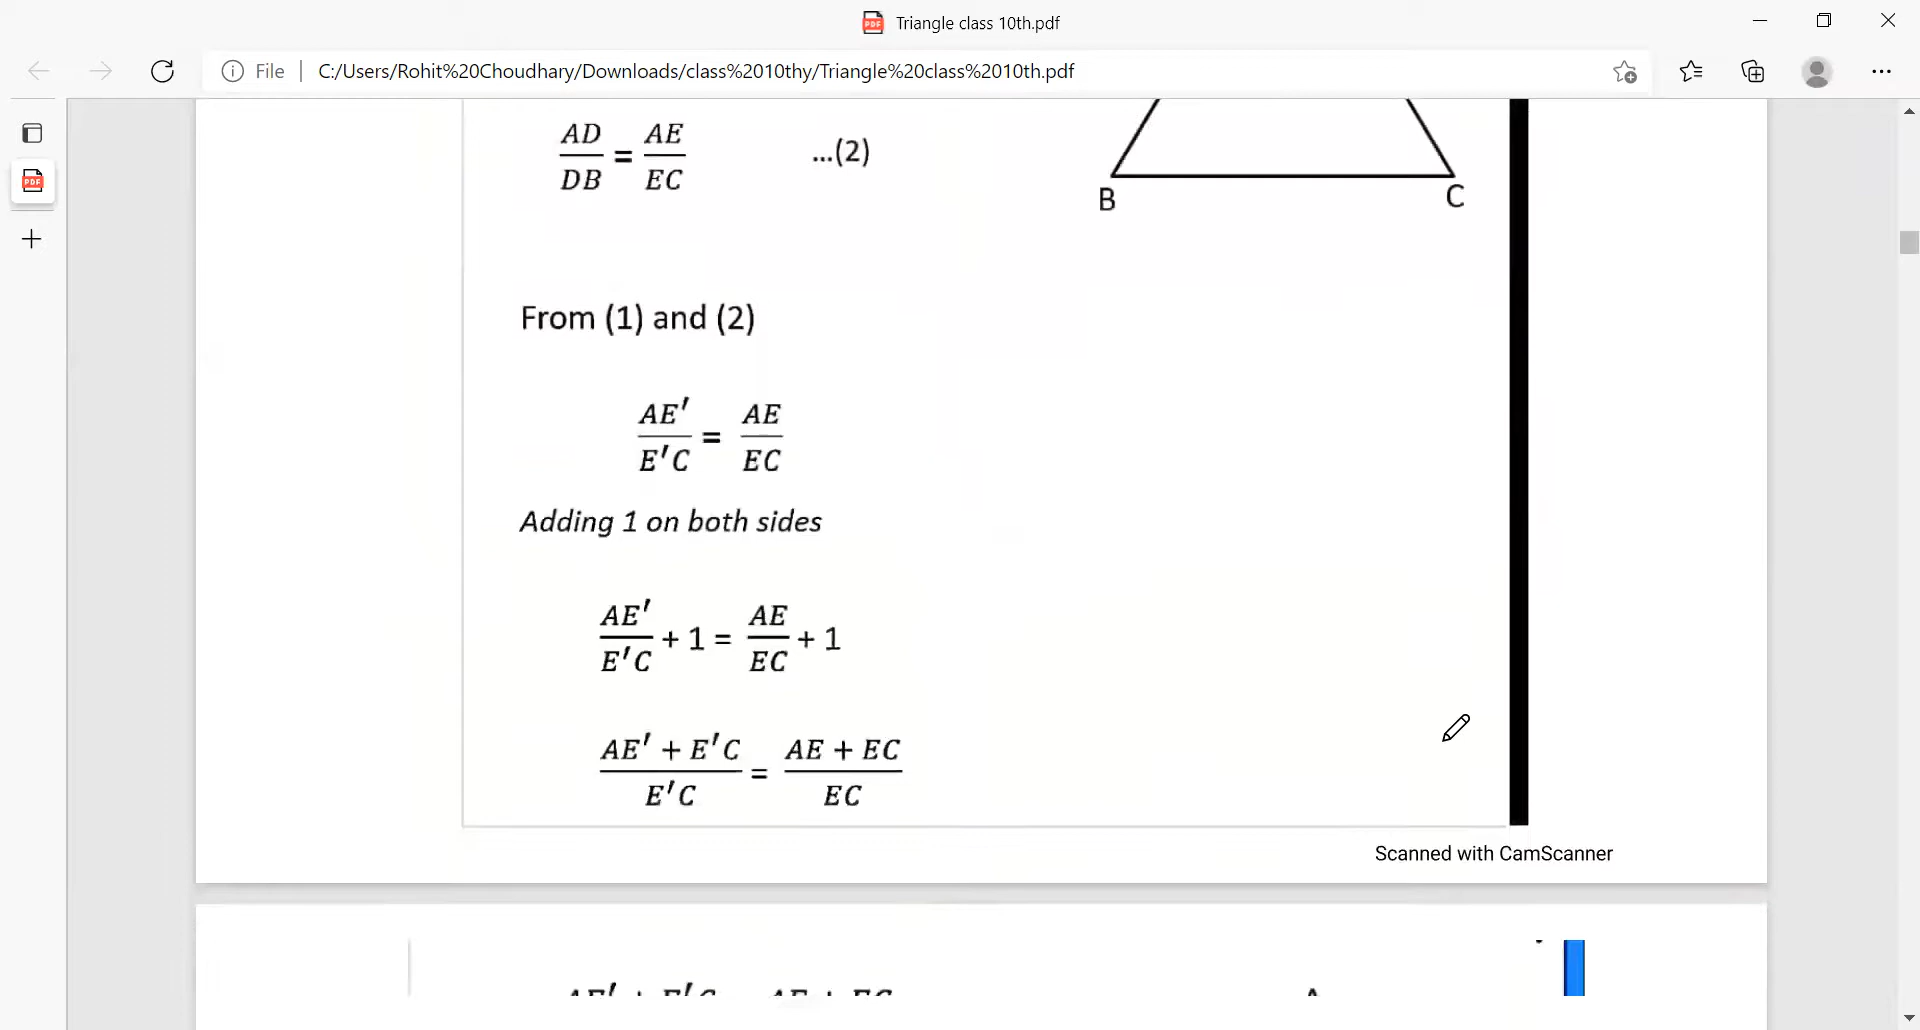 Triangle class 10th.pdf
File | C:/Users/Rohit%20Choudhary/Downloads/class%2010thy/Triangle%20class%2010th.pdf
AD/DB = AE/EC ...(2)
B C
From (1) and (2)
AE′/E′C = AE/EC
Adding 1 on both sides
AE′/E′C + 1 = AE/EC + 1
AE′ + E′C/E′C = AE + EC/EC
Scanned with CamScanner